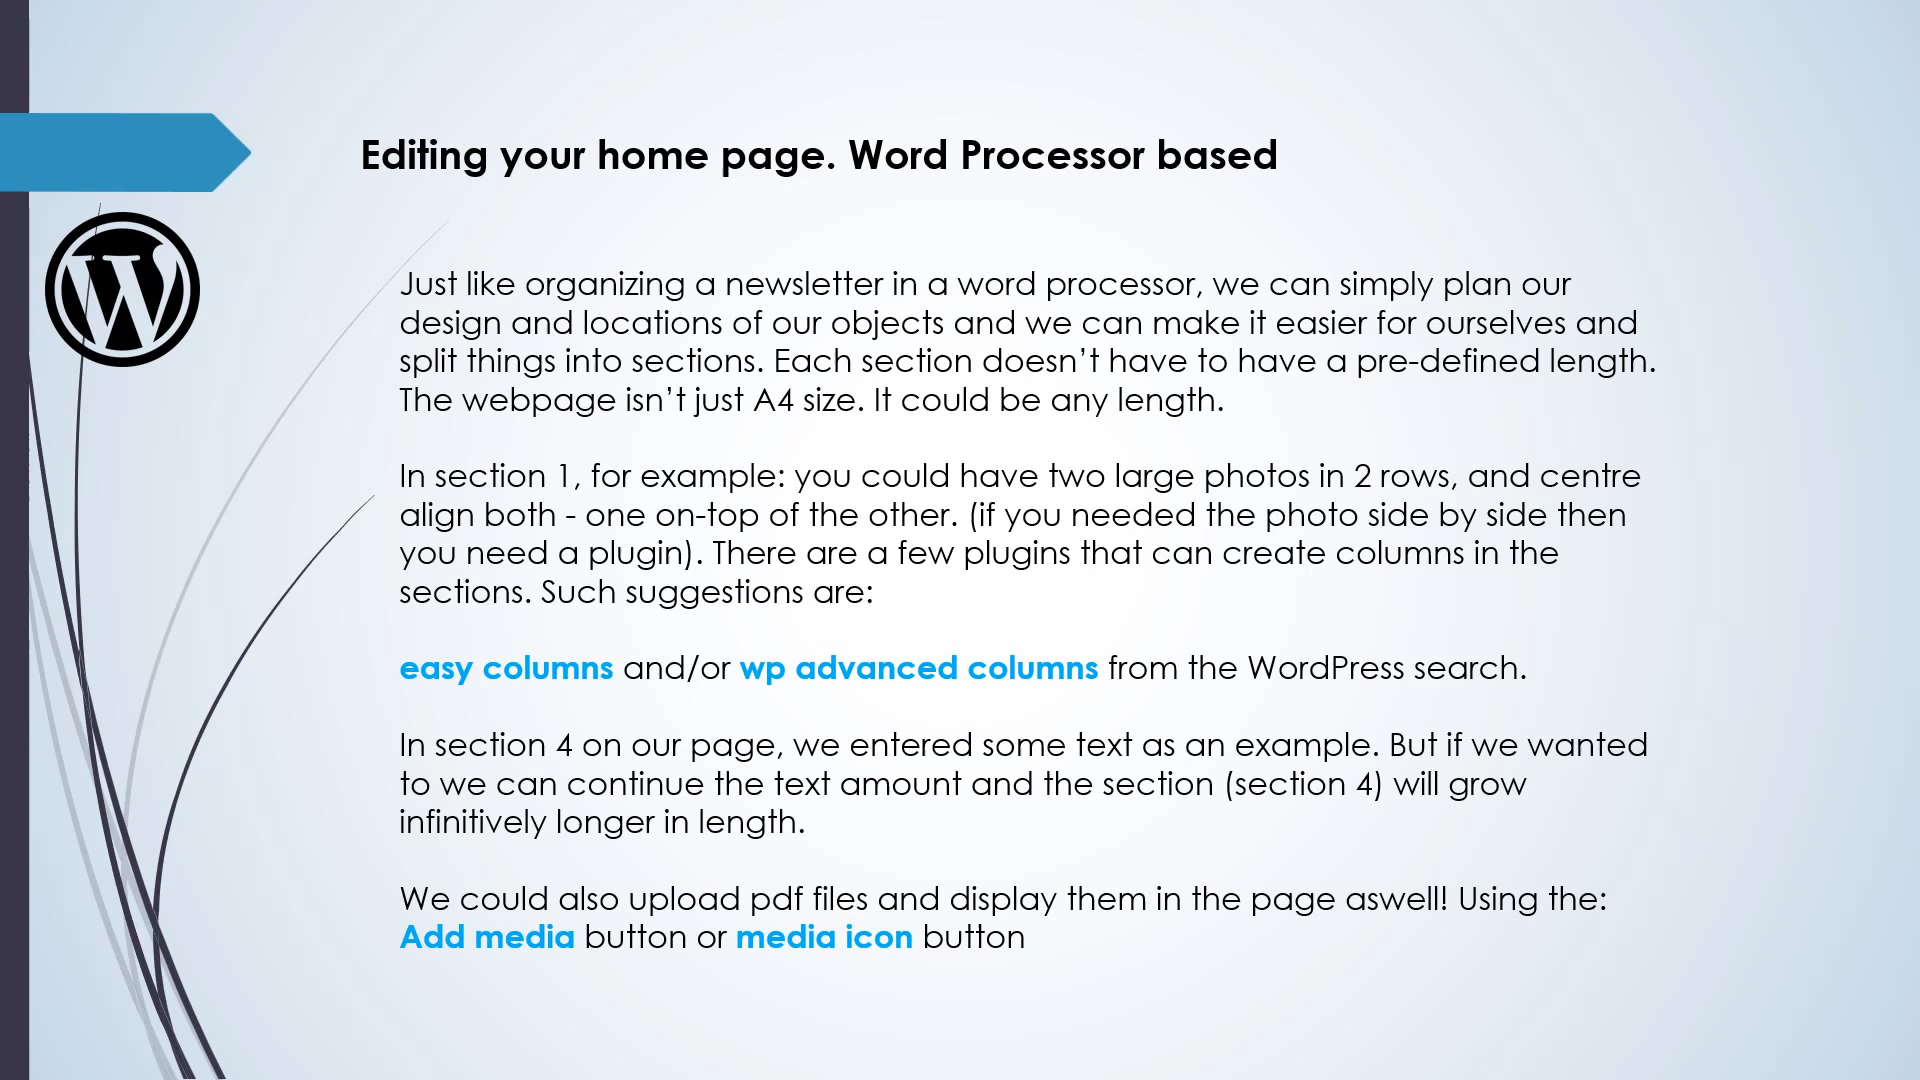 Editing your home page. Word Processor based
Just like organizing a newsletter in a word processor, we can simply plan our
design and locations of our objects and we can make it easier for ourselves and
split things into sections. Each section doesn’t have to have a pre-defined length.
The webpage isn’t just A4 size. It could be any length.
In section 1, for example: you could have two large photos in 2 rows, and centre
align both - one on-top of the other. (if you needed the photo side by side then
you need a plugin). There are a few plugins that can create columns in the
sections. Such suggestions are:
easy columns and/or wp advanced columns from the WordPress search.
In section 4 on our page, we entered some text as an example. But if we wanted
to we can continue the text amount and the section (section 4) will grow
infinitively longer in length.
We could also upload pdf files and display them in the page aswell! Using the:
Add media button or media icon button